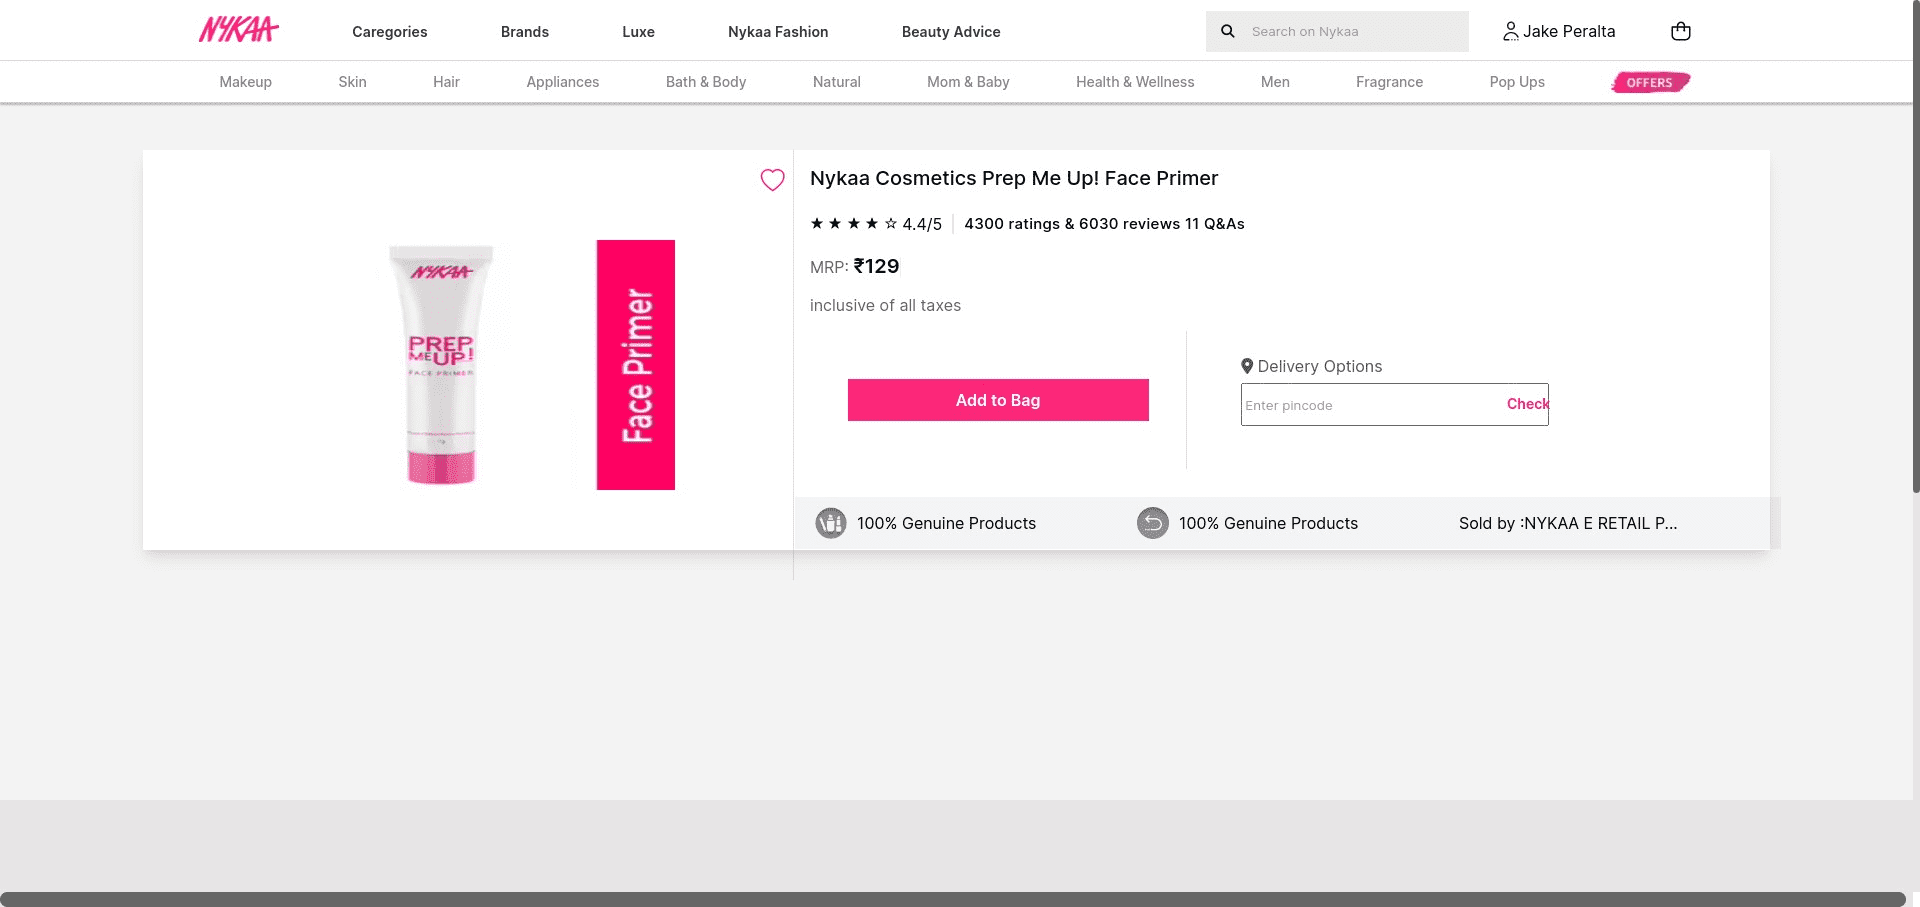 NYKAA Caregories Brands Luxe Nykaa Fashion Beauty Advice Search on Nykaa Jake Peralta
Makeup Skin Hair Appliances Bath & Body Natural Mom & Baby Health & Wellness Men Fragrance Pop Ups OFFERS
NYKAA
PREP
ME UP!
FACE PRIMER
Face Primer
Nykaa Cosmetics Prep Me Up! Face Primer
★ ★ ★ ★ ☆ 4.4/5 4300 ratings & 6030 reviews 11 Q&As
MRP: ₹129
inclusive of all taxes
Add to Bag
Delivery Options
Enter pincode Check
100% Genuine Products 100% Genuine Products Sold by :NYKAA E RETAIL P...